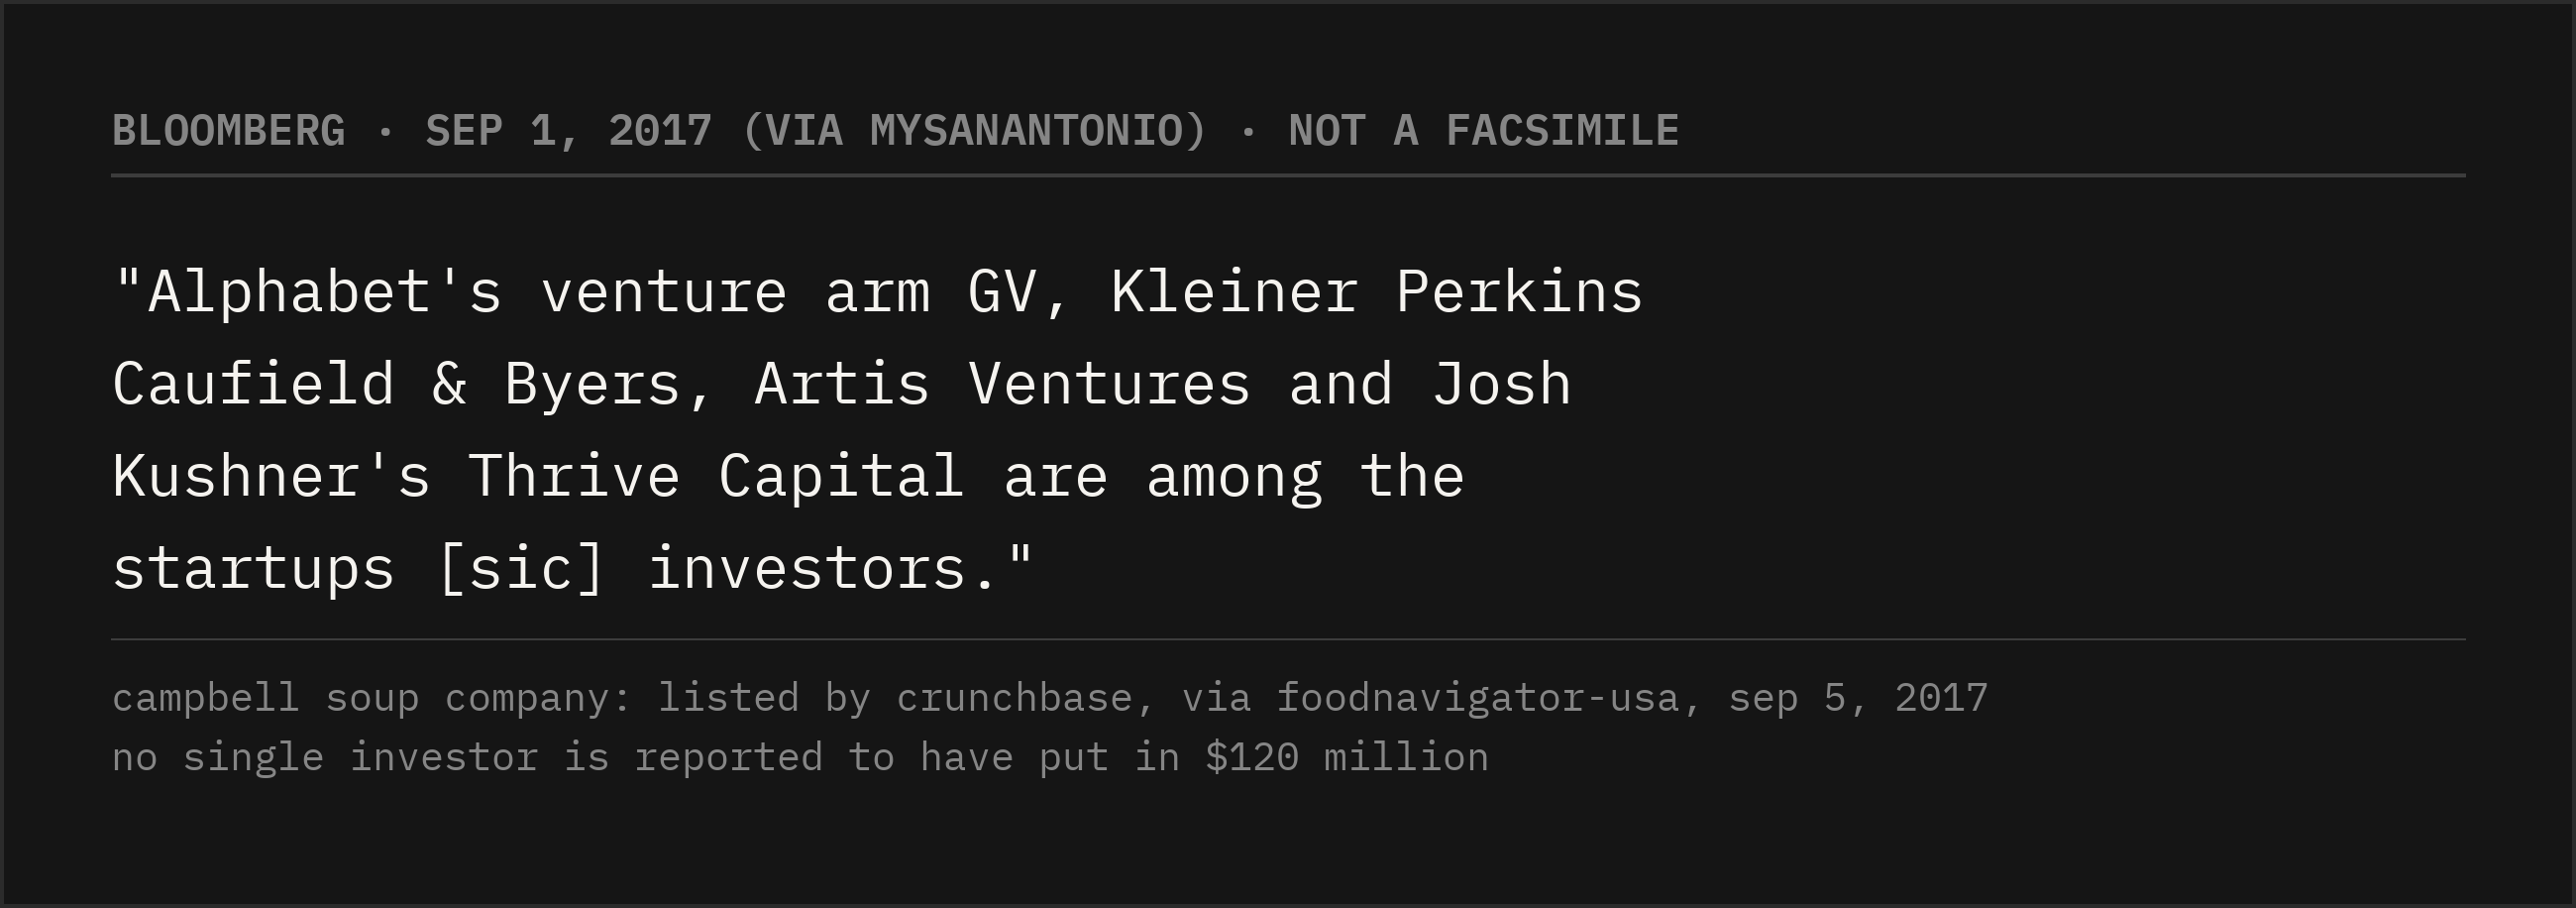 BLOOMBERG · SEP 1, 2017 (VIA MYSANANTONIO) · NOT A FACSIMILE
"Alphabet's venture arm GV, Kleiner Perkins
Caufield & Byers, Artis Ventures and Josh
Kushner's Thrive Capital are among the
startups [sic] investors."
campbell soup company: listed by crunchbase, via foodnavigator-usa, sep 5, 2017
no single investor is reported to have put in $120 million